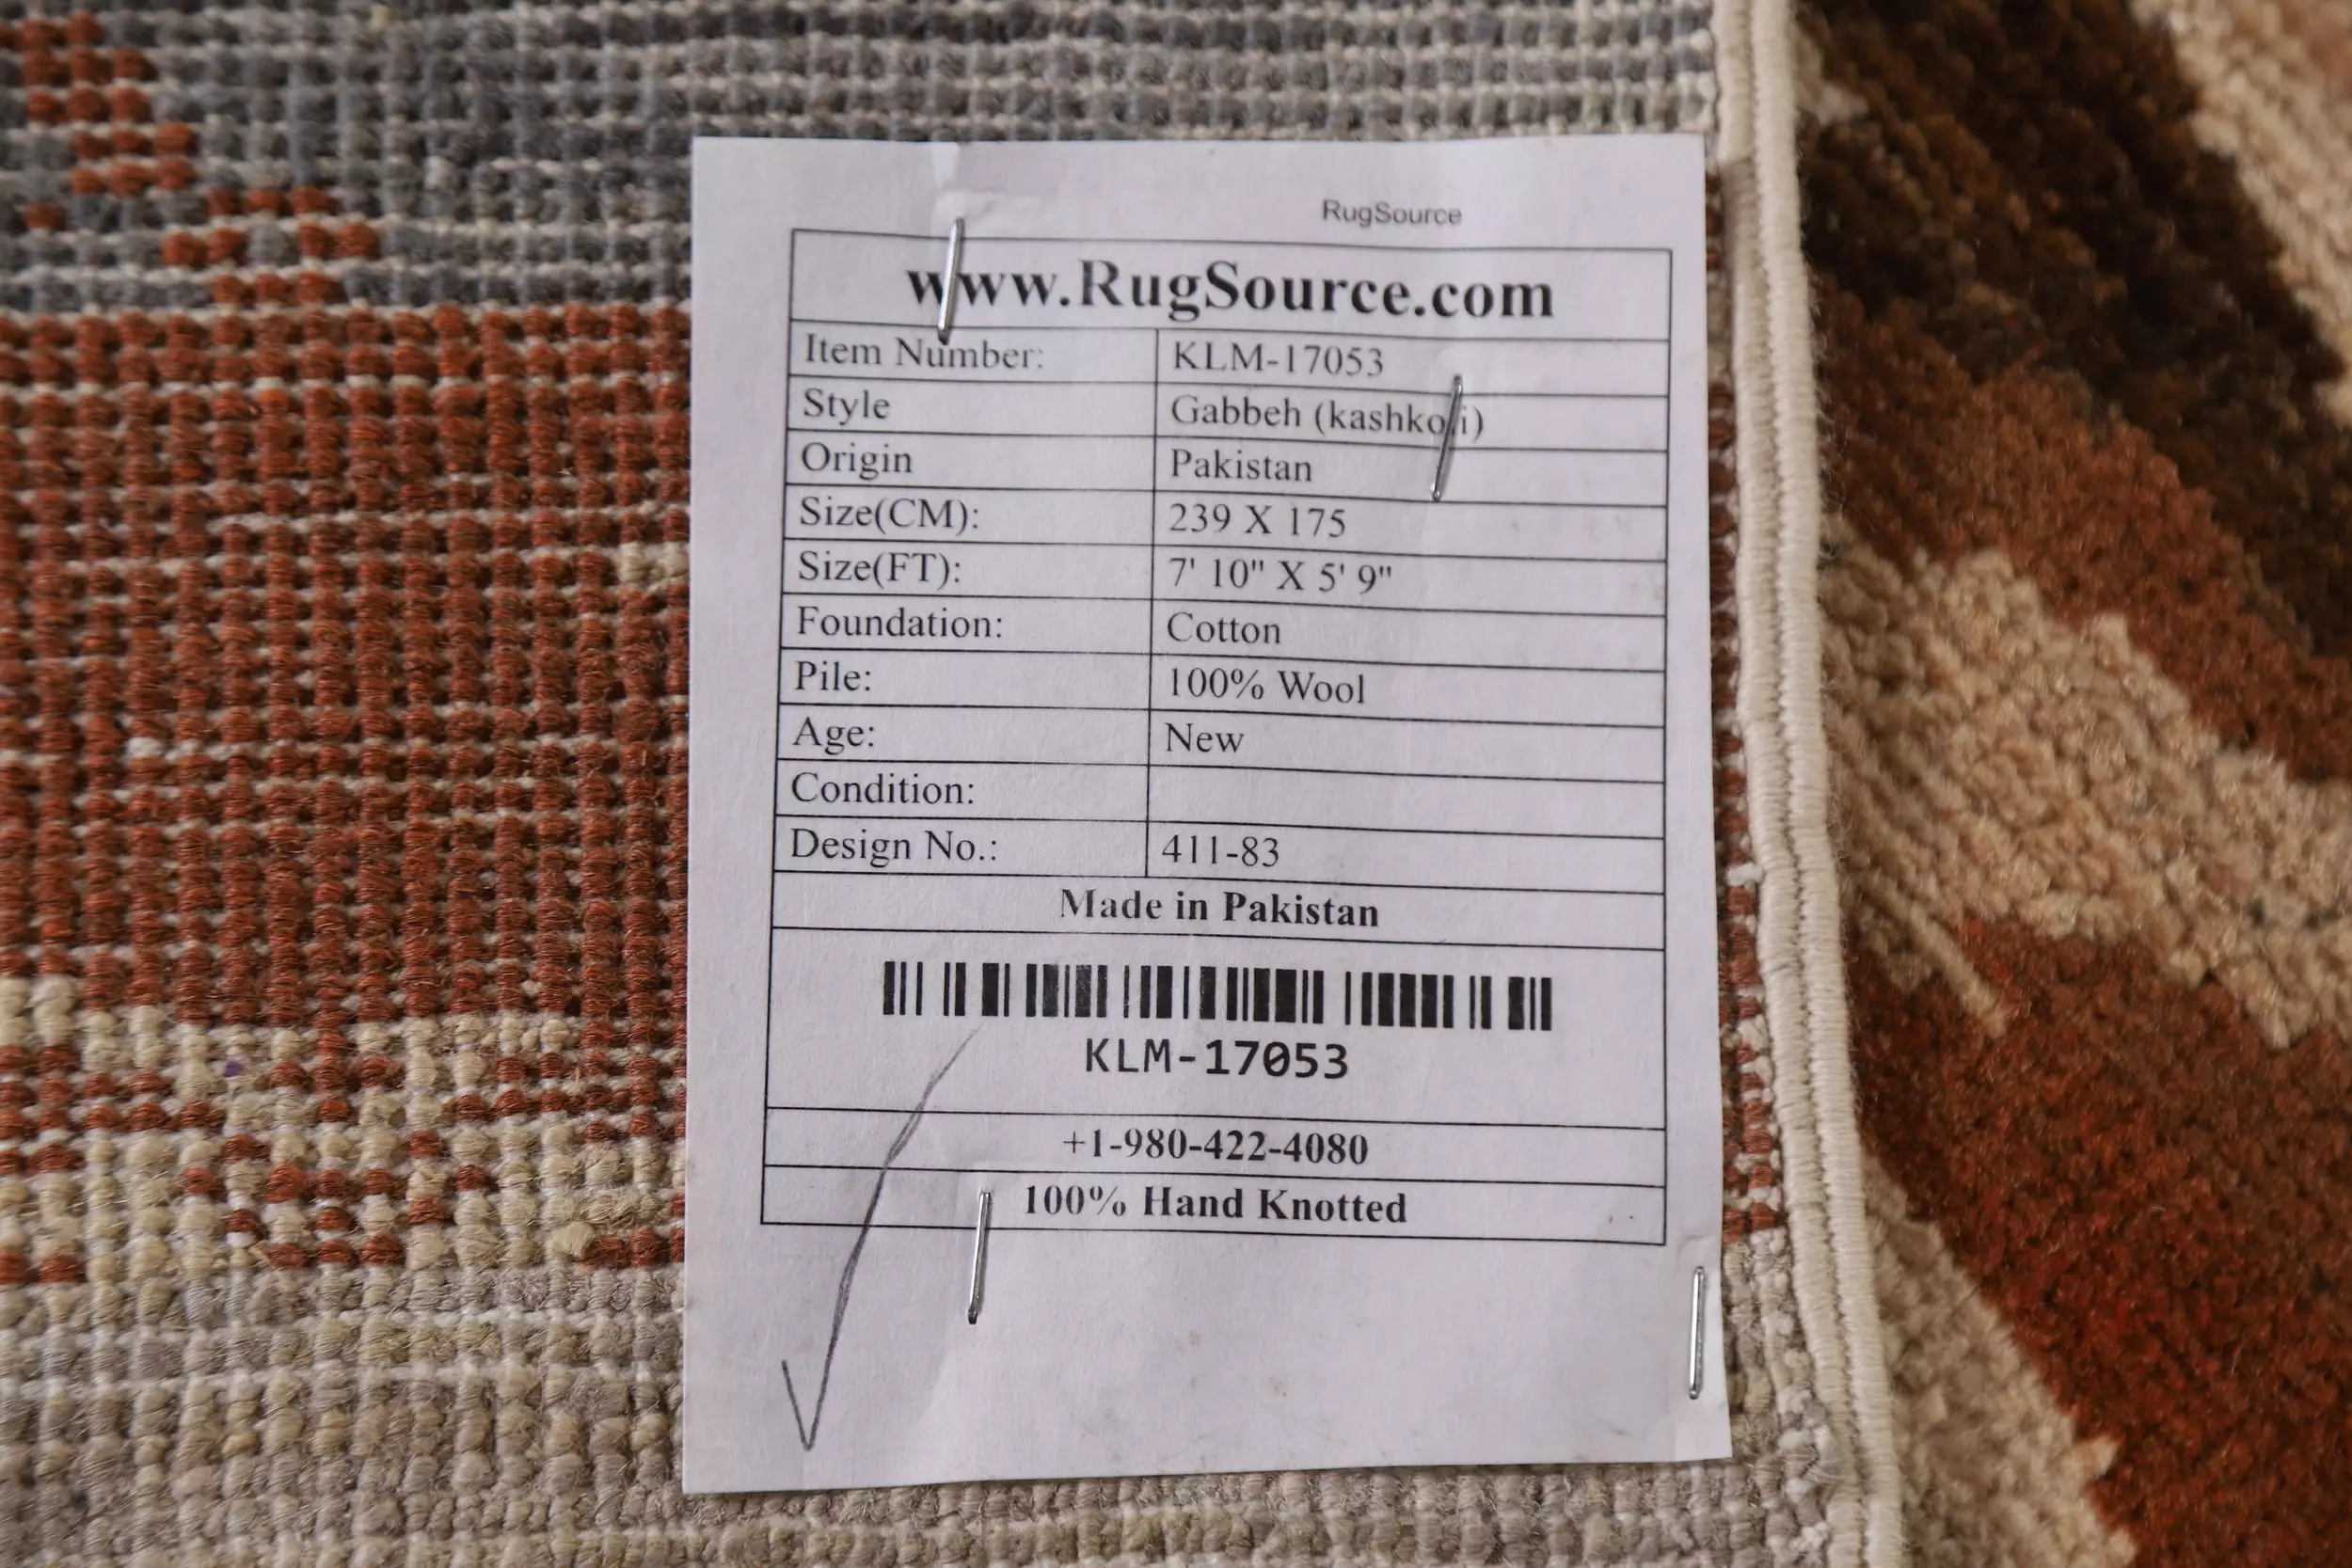 RugSource
www.RugSource.com
Item Number: KLM-17053
Style Gabbeh (kashkoli)
Origin Pakistan
Size(CM): 239 X 175
Size(FT): 7' 10" X 5' 9"
Foundation: Cotton
Pile: 100% Wool
Age: New
Condition:
Design No.: 411-83
Made in Pakistan
KLM-17053
+1-980-422-4080
100% Hand Knotted